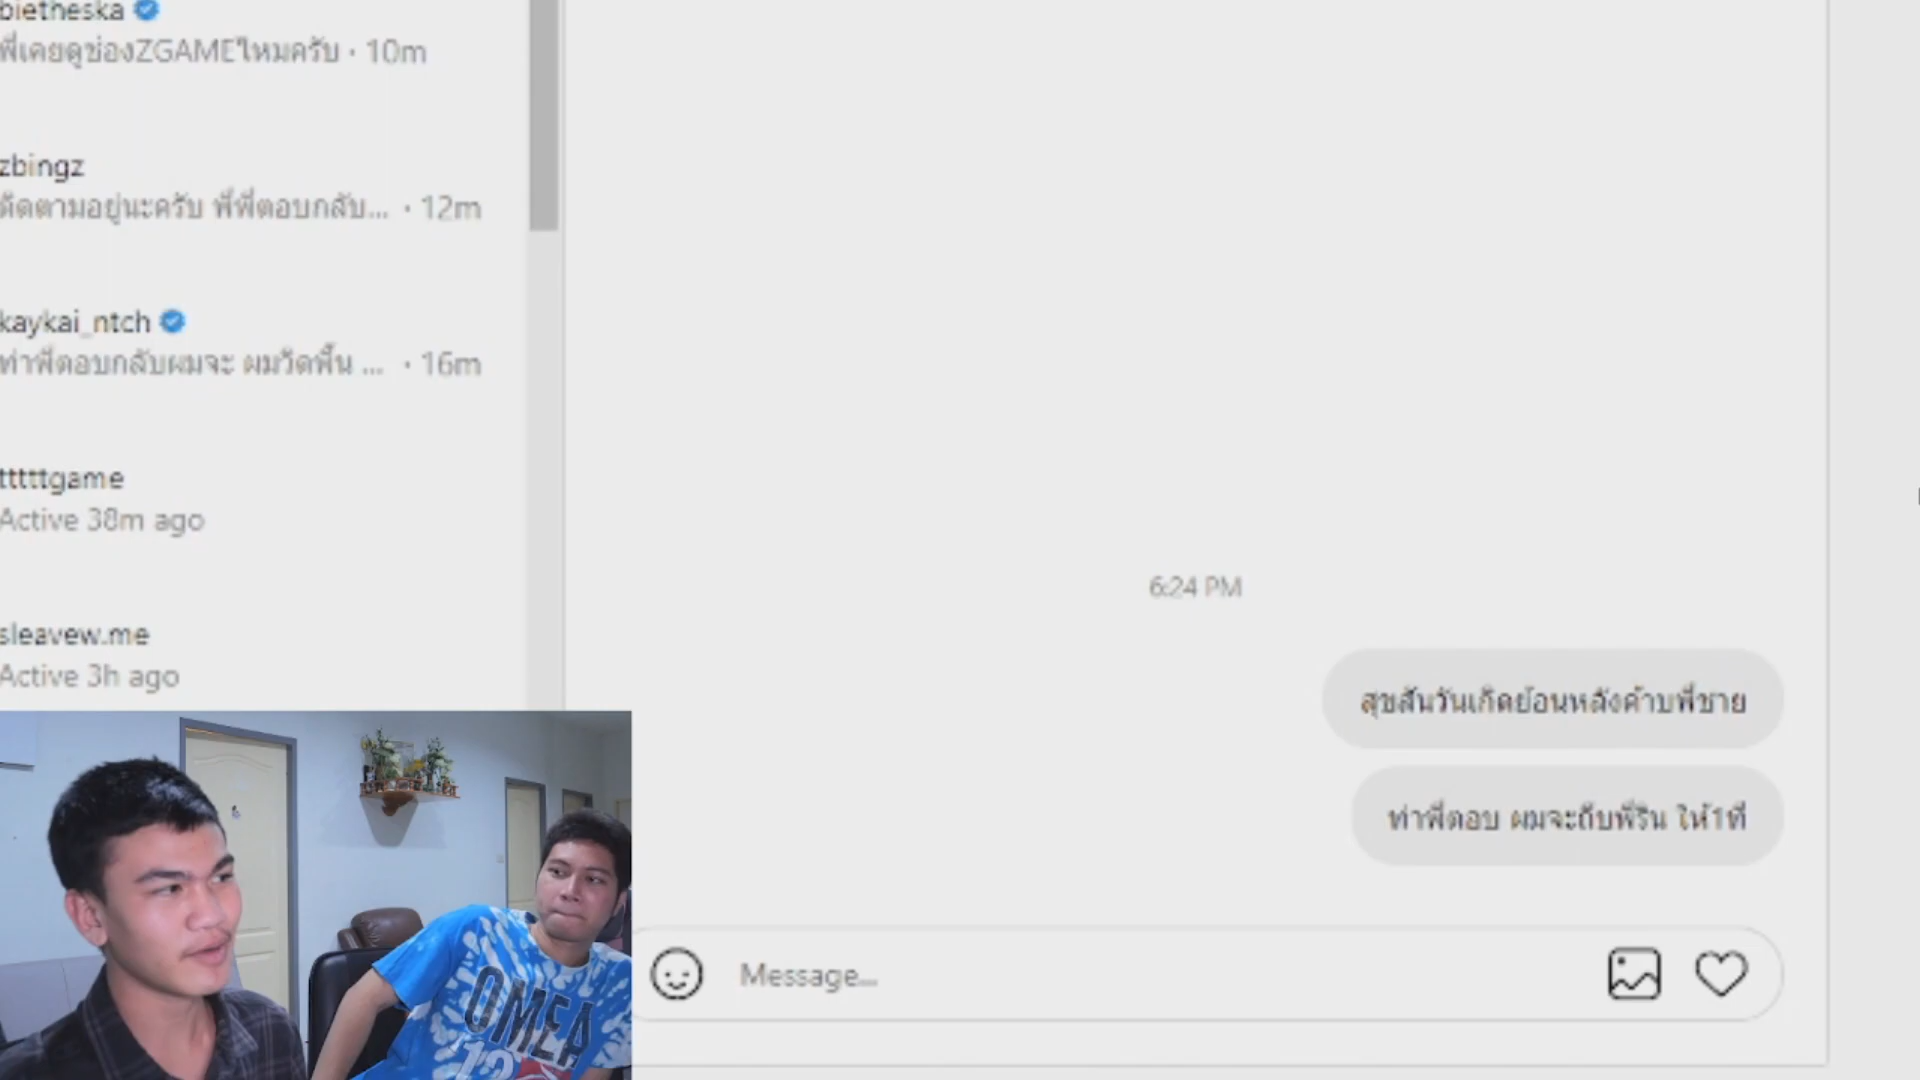 bietheska
พี่เคยดูช่องZGAMEไหมครับ · 10m
zbingz
ติดตามอยู่นะครับ พี่พี่ตอบกลับ... · 12m
kaykai_ntch
ท่าพี่ตอบกลับผมจะ ผมวิดพื้น ... · 16m
tttttgame
Active 38m ago
sleavew.me
Active 3h ago
6:24 PM
สุขสันวันเกิดย้อนหลังค้าบพี่ชาย
ท่าพี่ตอบ ผมจะถีบพี่ริน ให้1ที
Message...
OMEA
12